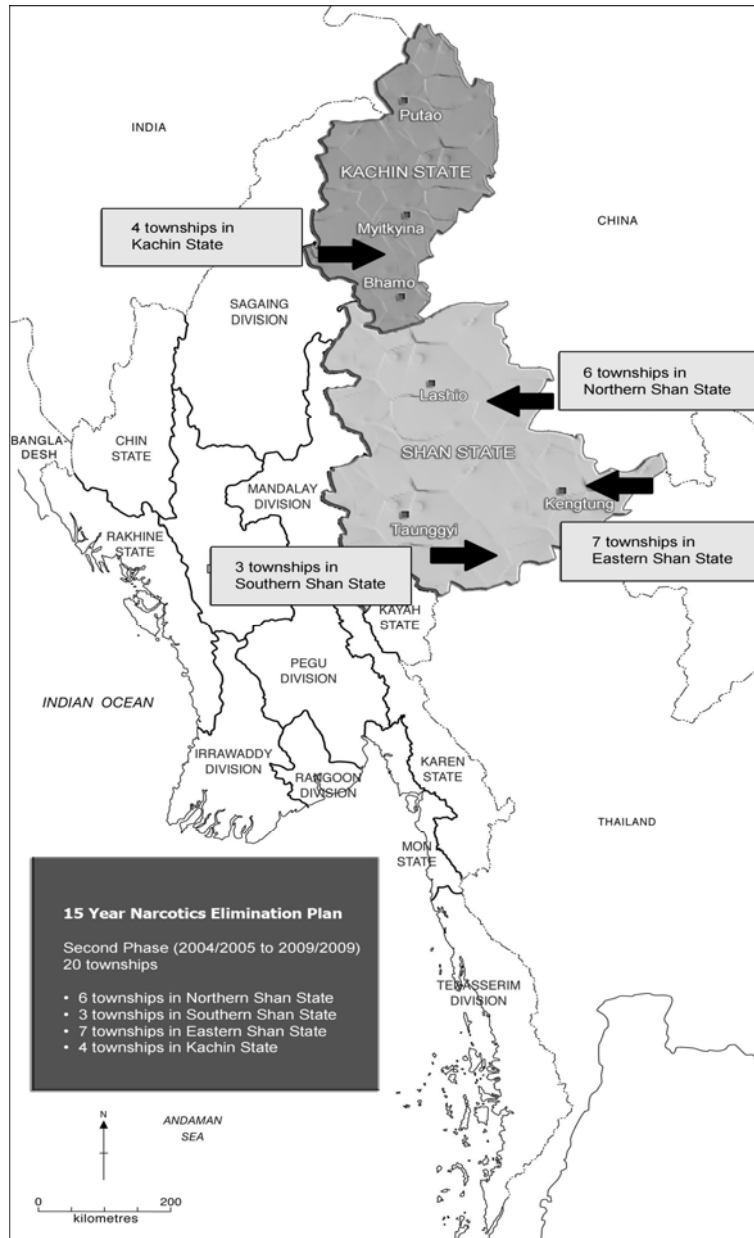 INDIA
Putao
KACHIN STATE
CHINA
4 townships in
Kachin State
Myitkyina
Bhamo
SAGAING
DIVISION
6 townships in
Northern Shan State
Lashio
BANGLA-
DESH
CHIN
STATE
SHAN STATE
MANDALAY
DIVISION
Kengtung
RAKHINE
STATE
Taunggyi
7 townships in
Eastern Shan State
3 townships in
Southern Shan State
KAYAH
STATE
PEGU
DIVISION
INDIAN OCEAN
IRRAWADDY
DIVISION
RANGOON
DIVISION
KAREN
STATE
THAILAND
MON
STATE
15 Year Narcotics Elimination Plan
Second Phase (2004/2005 to 2009/2009)
20 townships
• 6 townships in Northern Shan State
• 3 townships in Southern Shan State
• 7 townships in Eastern Shan State
• 4 townships in Kachin State
TENASSERIM
DIVISION
N
ANDAMAN
SEA
0 200
kilometres